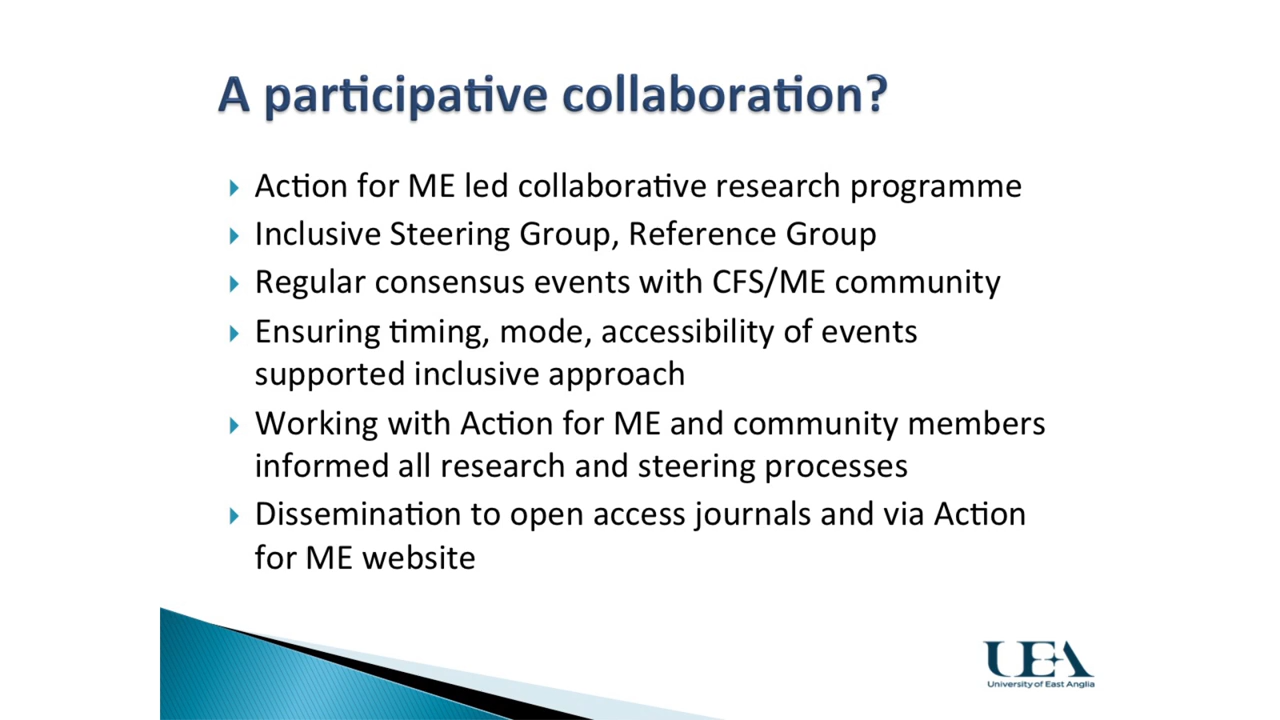 A participative collaboration?
Action for ME led collaborative research programme
Inclusive Steering Group, Reference Group
Regular consensus events with CFS/ME community
Ensuring timing, mode, accessibility of events
supported inclusive approach
Working with Action for ME and community members
informed all research and steering processes
Dissemination to open access journals and via Action
for ME website
UEA
University of East Anglia